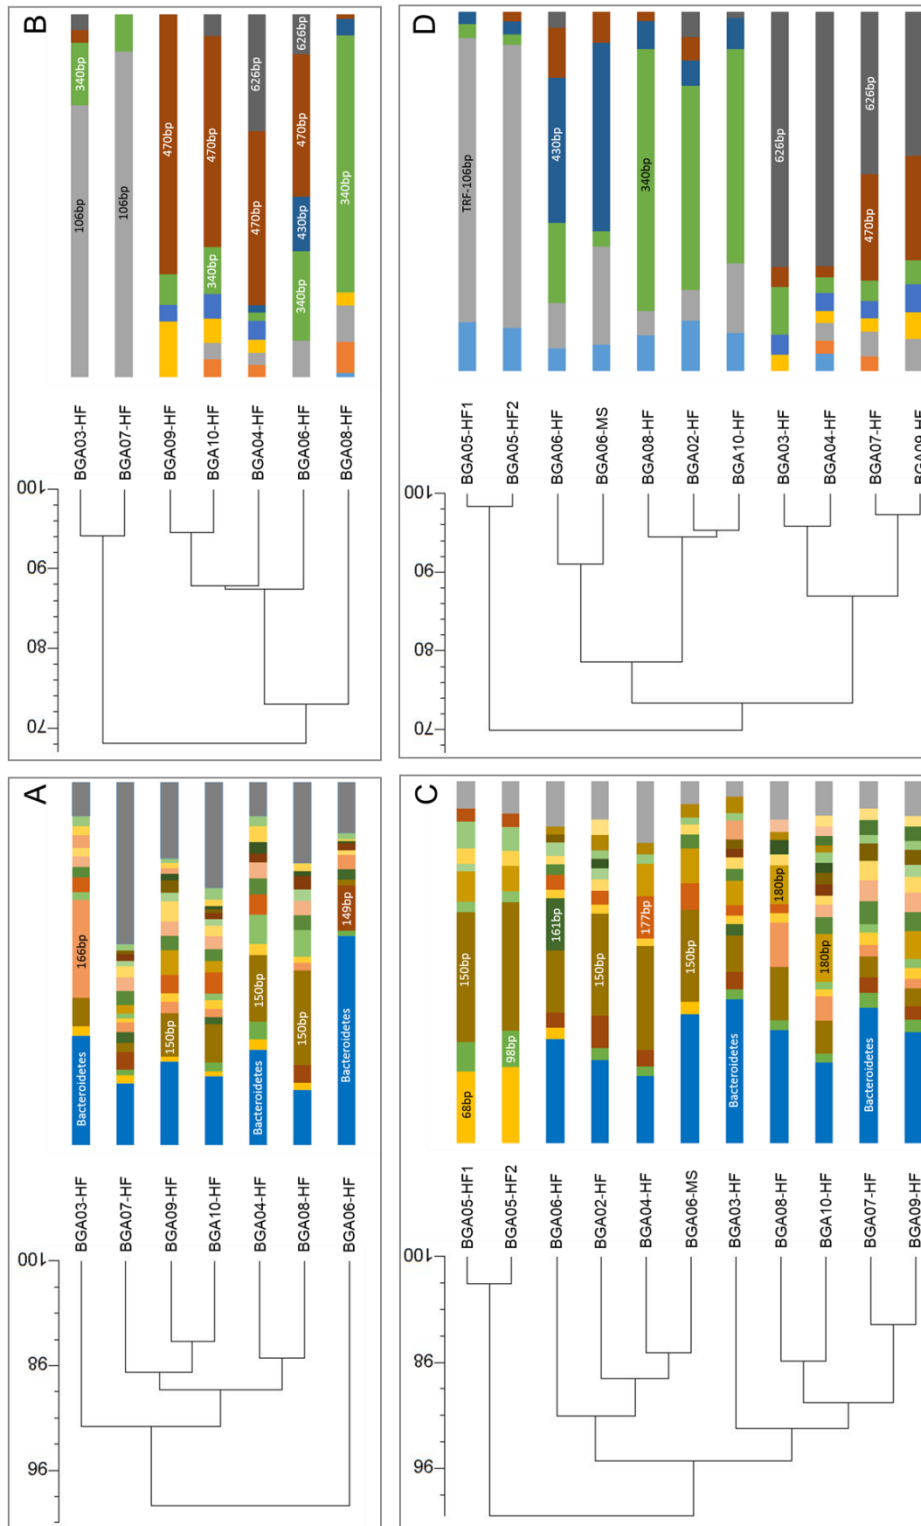 A
100
98
96
BGA03-HF
Bacteroidetes
166bp
BGA07-HF
BGA09-HF
150bp
BGA10-HF
BGA04-HF
Bacteroidetes
150bp
BGA08-HF
150bp
BGA06-HF
Bacteroidetes
149bp
B
100
90
80
70
BGA03-HF
106bp
340bp
BGA07-HF
106bp
BGA09-HF
470bp
BGA10-HF
340bp
470bp
BGA04-HF
470bp
626bp
BGA06-HF
340bp
430bp
470bp
626bp
BGA08-HF
340bp
C
100
98
96
BGA05-HF1
68bp
150bp
BGA05-HF2
98bp
BGA06-HF
161bp
BGA02-HF
150bp
BGA04-HF
177bp
BGA06-MS
150bp
BGA03-HF
Bacteroidetes
BGA08-HF
180bp
BGA10-HF
180bp
BGA07-HF
Bacteroidetes
BGA09-HF
D
100
90
80
70
BGA05-HF1
TRF-106bp
BGA05-HF2
BGA06-HF
430bp
BGA06-MS
BGA08-HF
340bp
BGA02-HF
BGA10-HF
BGA03-HF
626bp
BGA04-HF
BGA07-HF
470bp
626bp
BGA09-HF